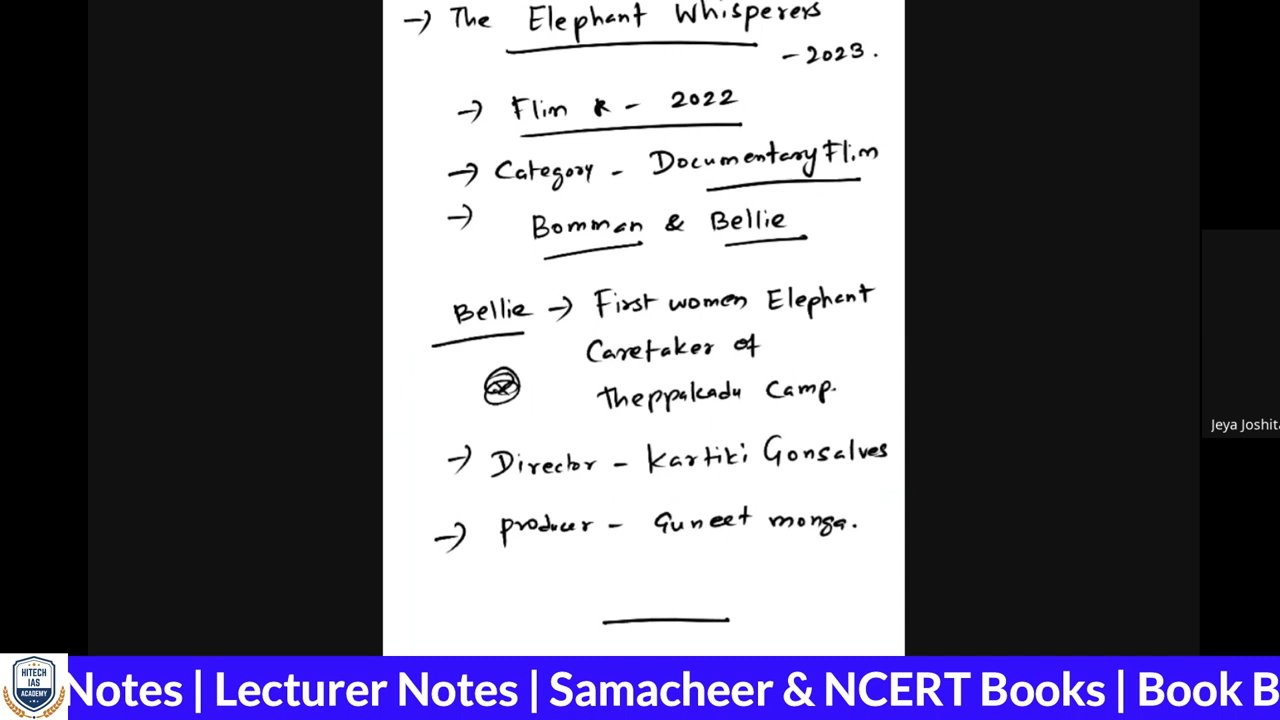 → The Elephant Whisperers
- 2023.
→ Flim - 2022
→ Category - Documentary Flim
→ Bomman & Bellie
Bellie → First women Elephant
Caretaker of
Theppakadu Camp.
→ Director - Kartiki Gonsalves
→ Producer - Guneet monga.
Jeya Joshita
HITECH
IAS
ACADEMY
Notes | Lecturer Notes | Samacheer & NCERT Books | Book B